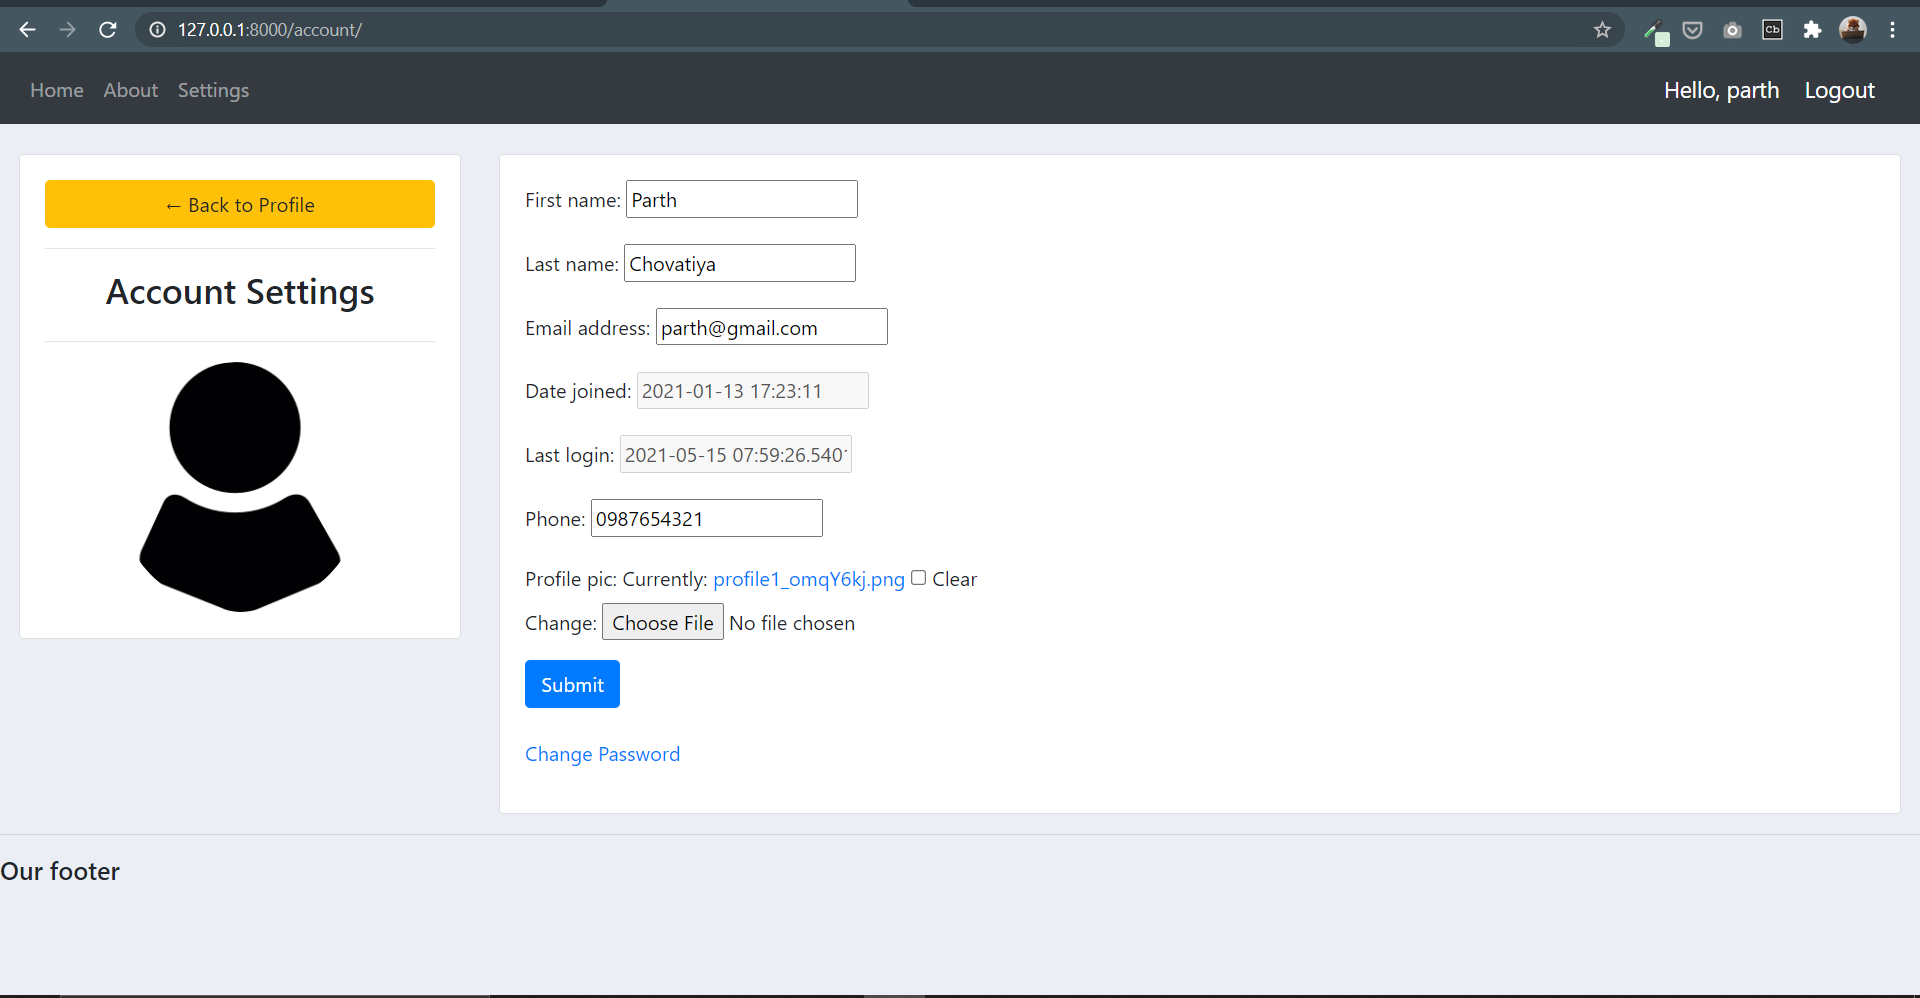 127.0.0.1:8000/account/
Cb
Home About Settings Hello, parth Logout
← Back to Profile
Account Settings
First name: Parth
Last name: Chovatiya
Email address: parth@gmail.com
Date joined: 2021-01-13 17:23:11
Last login: 2021-05-15 07:59:26.540
Phone: 0987654321
Profile pic: Currently: profile1_omqY6kj.png Clear
Change: Choose File No file chosen
Submit
Change Password
Our footer